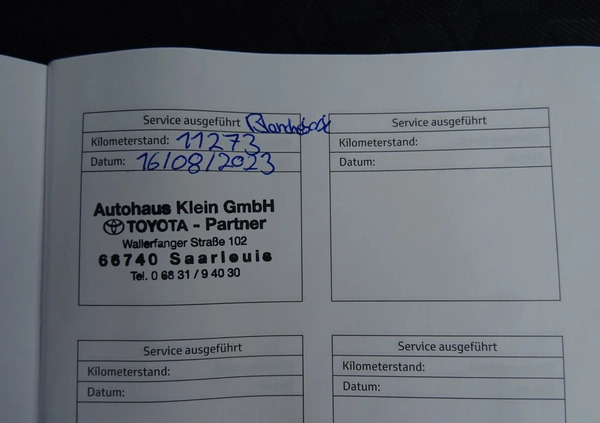 Service ausgeführt
Kilometerstand: 11273
Datum: 16/08/2023
Autohaus Klein GmbH
TOYOTA - Partner
Wallerfanger Straße 102
66740 Saarlouis
Tel. 0 68 31 / 9 40 30
Service ausgeführt
Kilometerstand:
Datum:
Service ausgeführt
Kilometerstand:
Datum:
Service ausgeführt
Kilometerstand:
Datum: